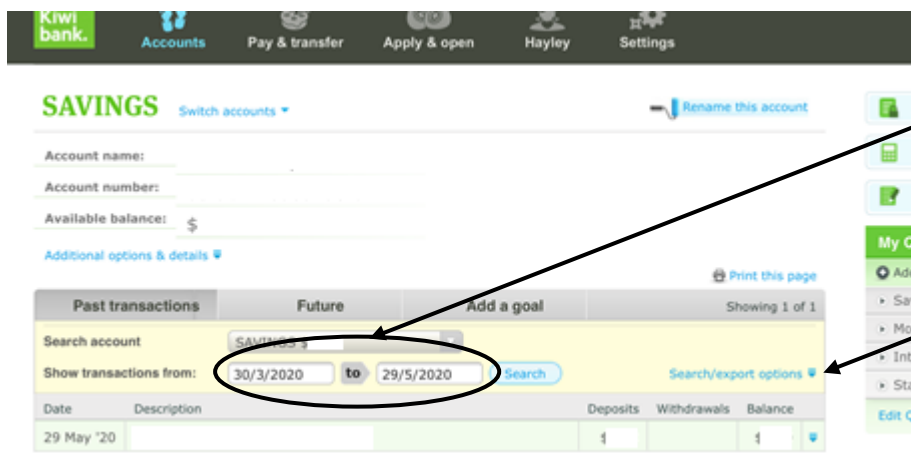 Kiwi
bank.
Accounts Pay & transfer Apply & open Hayley Settings
SAVINGS Switch accounts Rename this account
Account name:
Account number:
Available balance: $
Additional options & details
My
Print this page
Past transactions Future Add a goal Showing 1 of 1
Search account SAVINGS $
Show transactions from: 30/3/2020 to 29/5/2020 Search Search/export options
Date Description Deposits Withdrawals Balance
Edit
29 May '20 $ $